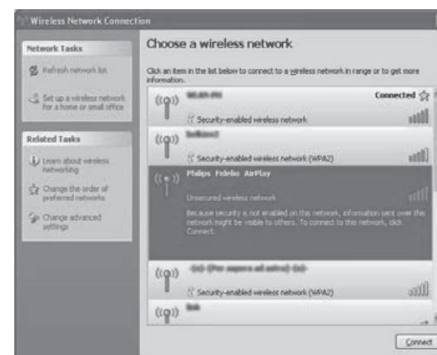 Wireless Network Connection
Network Tasks
Refresh network list
Set up a wireless network
for a home or small office
Related Tasks
Learn about wireless
networking
Change the order of
preferred networks
Change advanced
settings
Choose a wireless network
Click an item in the list below to connect to a wireless network in range or to get more
information.
Connected
Security-enabled wireless network
Security-enabled wireless network (WPA2)
Philips Fidelio AirPlay
Unsecured wireless network
Because security is not enabled on this network, information sent over this
network might be visible to others. To connect to this network, click
Connect.
Security-enabled wireless network (WPA2)
Connect